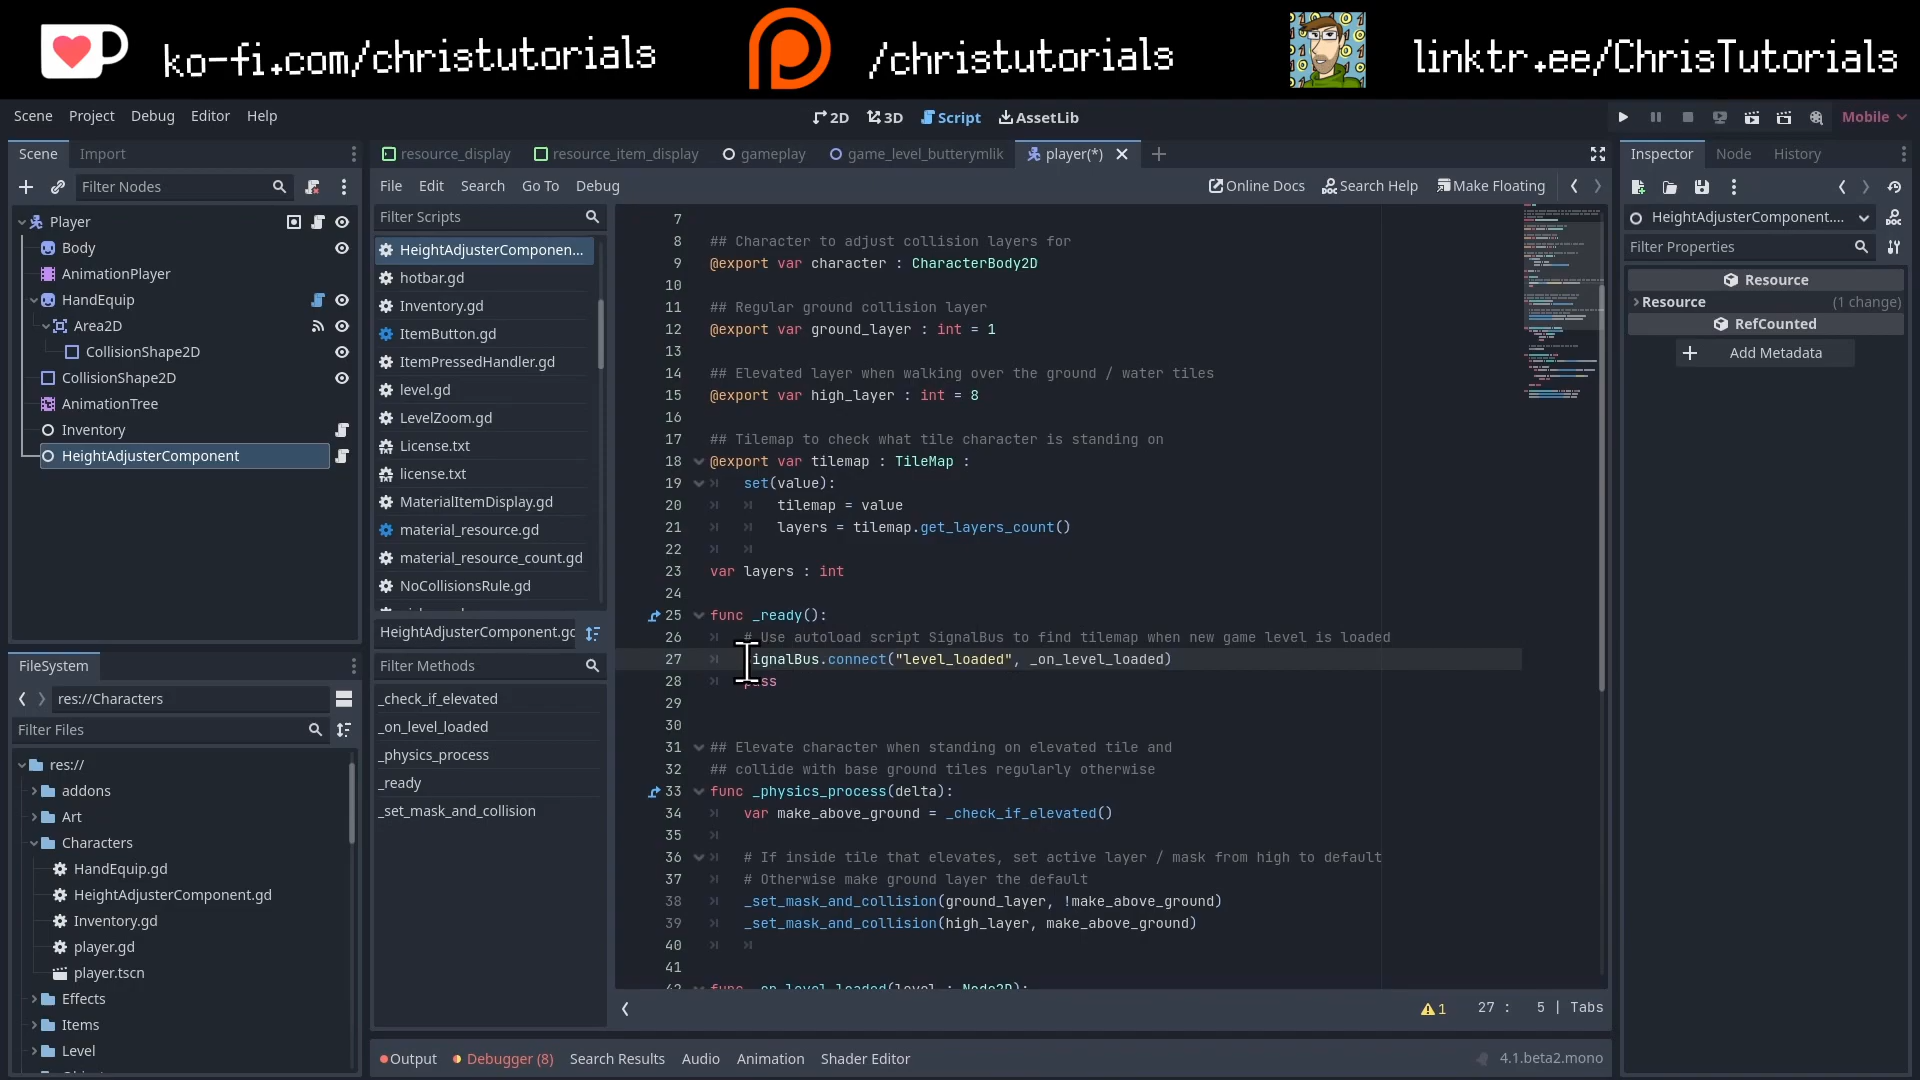 ko-fi.com/christutorials
/christutorials
linktr.ee/ChrisTutorials
Scene Project Debug Editor Help
2D 3D Script AssetLib
Mobile
Scene Import
Filter Nodes
Player
Body
AnimationPlayer
HandEquip
Area2D
CollisionShape2D
CollisionShape2D
AnimationTree
Inventory
HeightAdjusterComponent
FileSystem
res://Characters
Filter Files
res://
addons
Art
Characters
HandEquip.gd
HeightAdjusterComponent.gd
Inventory.gd
player.gd
player.tscn
Effects
Items
Level
resource_display resource_item_display gameplay game_level_butterymlik player(*)
File Edit Search Go To Debug
Online Docs Search Help Make Floating
Filter Scripts
HeightAdjusterComponen...
hotbar.gd
Inventory.gd
ItemButton.gd
ItemPressedHandler.gd
level.gd
LevelZoom.gd
License.txt
license.txt
MaterialItemDisplay.gd
material_resource.gd
material_resource_count.gd
NoCollisionsRule.gd
HeightAdjusterComponent.gc
Filter Methods
_check_if_elevated
_on_level_loaded
_physics_process
_ready
_set_mask_and_collision
7
8 ## Character to adjust collision layers for
9 @export var character : CharacterBody2D
10
11 ## Regular ground collision layer
12 @export var ground_layer : int = 1
13
14 ## Elevated layer when walking over the ground / water tiles
15 @export var high_layer : int = 8
16
17 ## Tilemap to check what tile character is standing on
18 @export var tilemap : TileMap :
19 set(value):
20 tilemap = value
21 layers = tilemap.get_layers_count()
22
23 var layers : int
24
25 func _ready():
26 # Use autoload script SignalBus to find tilemap when new game level is loaded
27 ignalBus.connect("level_loaded", _on_level_loaded)
28 pass
29
30
31 ## Elevate character when standing on elevated tile and
32 ## collide with base ground tiles regularly otherwise
33 func _physics_process(delta):
34 var make_above_ground = _check_if_elevated()
35
36 # If inside tile that elevates, set active layer / mask from high to default
37 # Otherwise make ground layer the default
38 _set_mask_and_collision(ground_layer, !make_above_ground)
39 _set_mask_and_collision(high_layer, make_above_ground)
40
41
42 func _on_level_loaded(level : Node2D):
1 27 : 5 | Tabs
Output Debugger (8) Search Results Audio Animation Shader Editor
4.1.beta2.mono
Inspector Node History
HeightAdjusterComponent....
Filter Properties
Resource
Resource (1 change)
RefCounted
Add Metadata